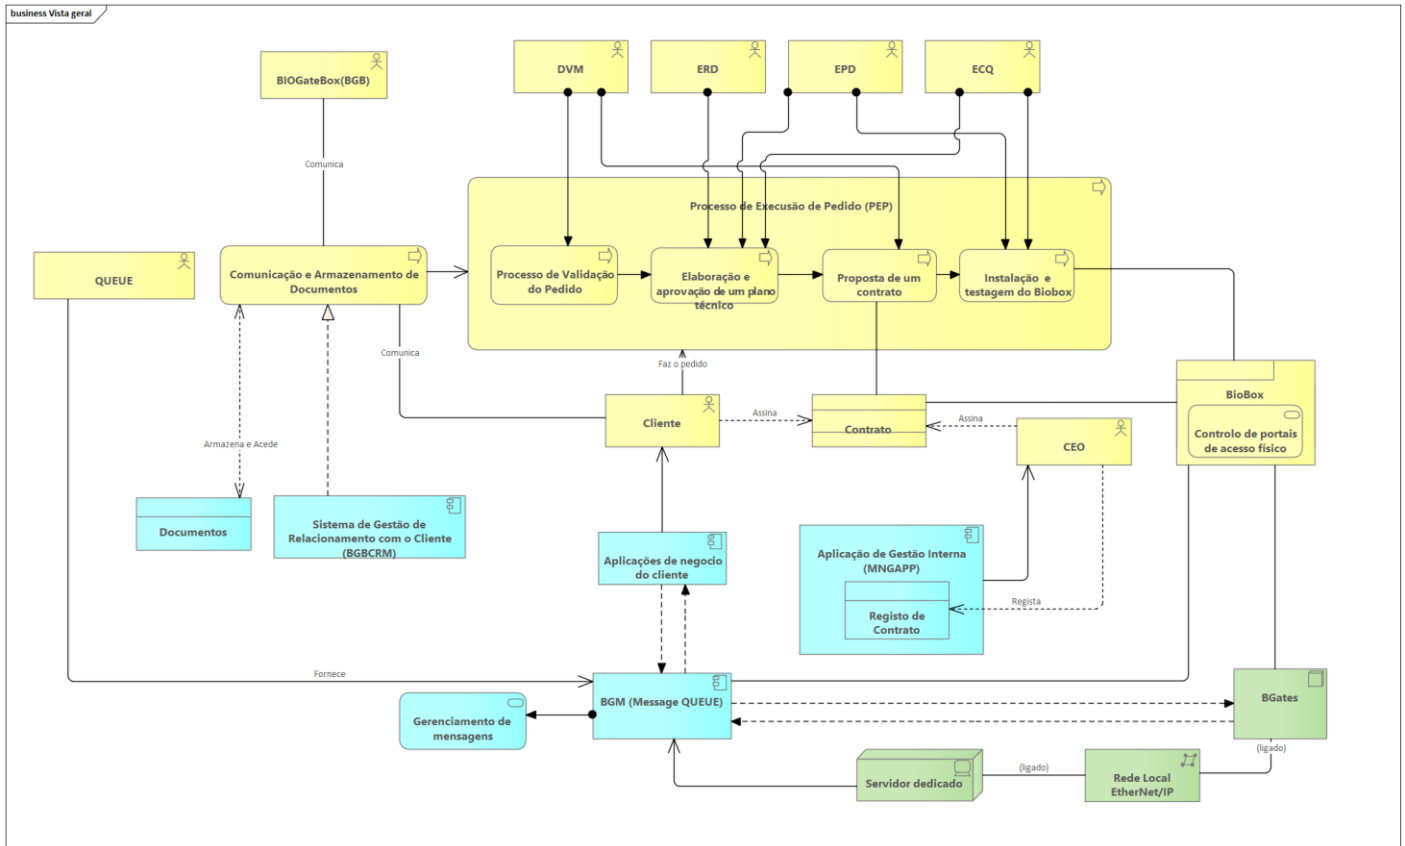 business Vista geral
DVM
ERD
EPD
ECQ
BIOGateBox(BGB)
Comunica
Processo de Execusão de Pedido (PEP)
QUEUE
Comunicação e Armazenamento de
Documentos
Processo de Validação
do Pedido
Elaboração e
aprovação de um plano
técnico
Proposta de um
contrato
Instalação e
testagem do Biobox
Comunica
Faz o pedido
Cliente
Assina
Contrato
Assina
CEO
BioBox
Controlo de portais
de acesso físico
Armazena e Acede
Documentos
Sistema de Gestão de
Relacionamento com o Cliente
(BGBCRM)
Aplicações de negocio
do cliente
Aplicação de Gestão Interna
(MNGAPP)
Registo de
Contrato
Regista
Fornece
BGM (Message QUEUE)
Gerenciamento de
mensagens
BGates
(ligado)
Servidor dedicado
(ligado)
Rede Local
EtherNet/IP